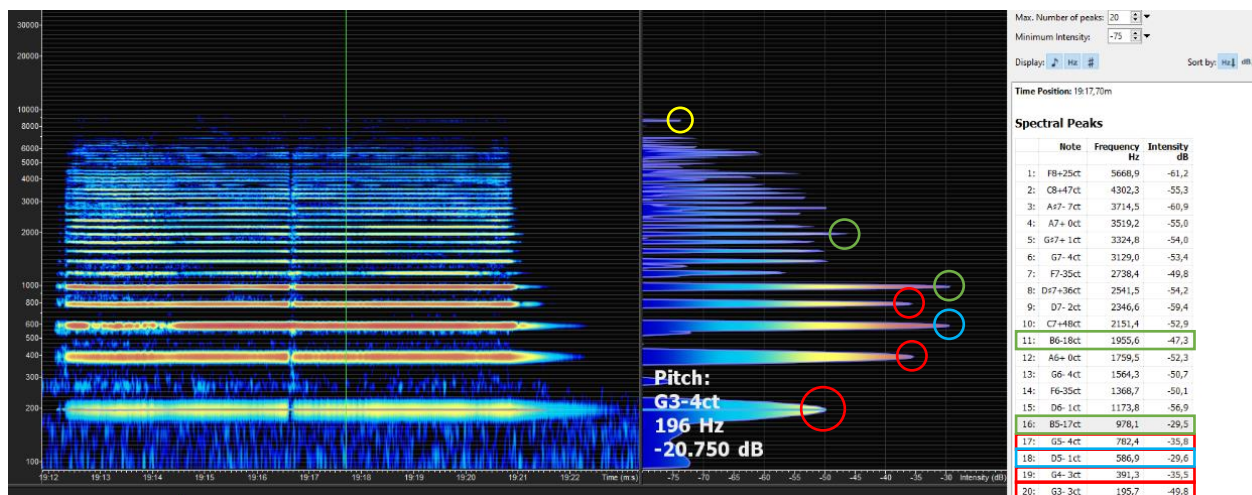 30000
20000
10000
8000
6000
5000
4000
3000
2000
1000
800
600
500
400
300
200
100
19:12 19:13 19:14 19:15 19:16 19:17 19:18 19:19 19:20 19:21 19:22 Time (m:s)
Pitch:
G3-4ct
196 Hz
-20.750 dB
-75 -70 -65 -60 -55 -50 -45 -40 -35 -30 Intensity (dB)
Max. Number of peaks: 20
Minimum Intensity: -75
Display: ♪ Hz # Sort by: Hz↓ dB
Time Position: 19:17,70m
Spectral Peaks
Note Frequency Hz Intensity dB
1: F8+25ct 5668,9 -61,2
2: C8+47ct 4302,3 -55,3
3: A♯7- 7ct 3714,5 -60,9
4: A7+ 0ct 3519,2 -55,0
5: G♯7+ 1ct 3324,8 -54,0
6: G7- 4ct 3129,0 -53,4
7: F7-35ct 2738,4 -49,8
8: D♯7+36ct 2541,5 -54,2
9: D7- 2ct 2346,6 -59,4
10: C7+48ct 2151,4 -52,9
11: B6-18ct 1955,6 -47,3
12: A6+ 0ct 1759,5 -52,3
13: G6- 4ct 1564,3 -50,7
14: F6-35ct 1368,7 -50,1
15: D6- 1ct 1173,8 -56,9
16: B5-17ct 978,1 -29,5
17: G5- 4ct 782,4 -35,8
18: D5- 1ct 586,9 -29,6
19: G4- 3ct 391,3 -35,5
20: G3- 3ct 195,7 -49,8